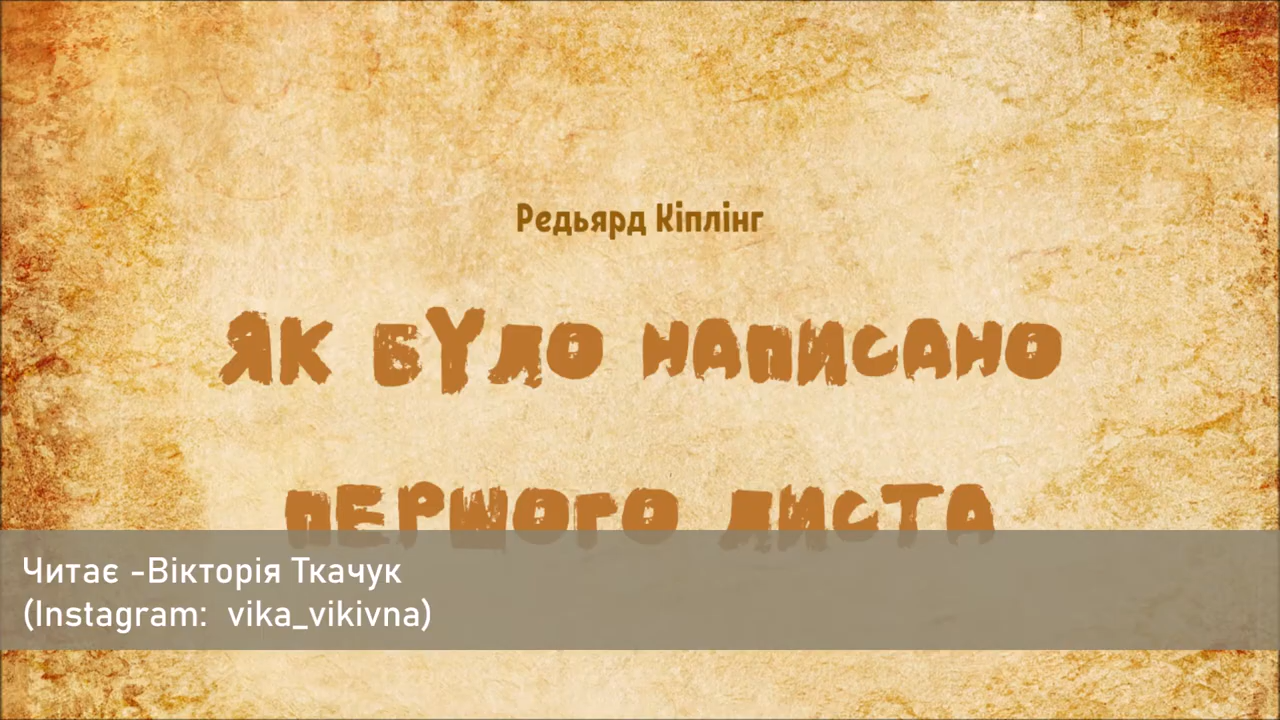 Редьярд Кіплінг
ЯК БУЛО НАПИСАНО
ПЕРШОГО ЛИСТА
Читає -Вікторія Ткачук
(Instagram:  vika_vikivna)